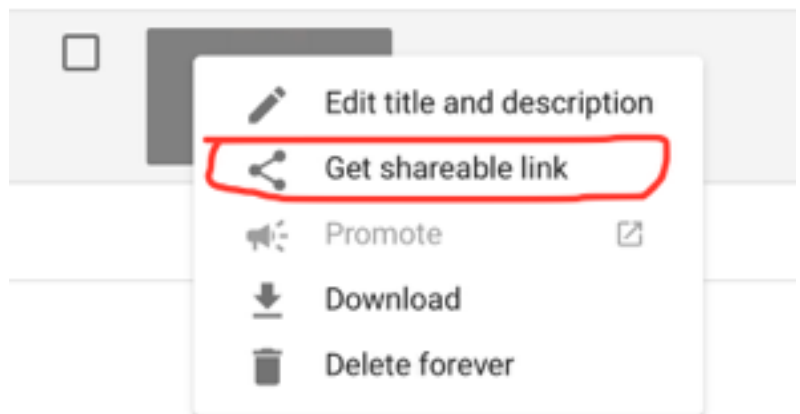 Edit title and description
Get shareable link
Promote
Download
Delete forever